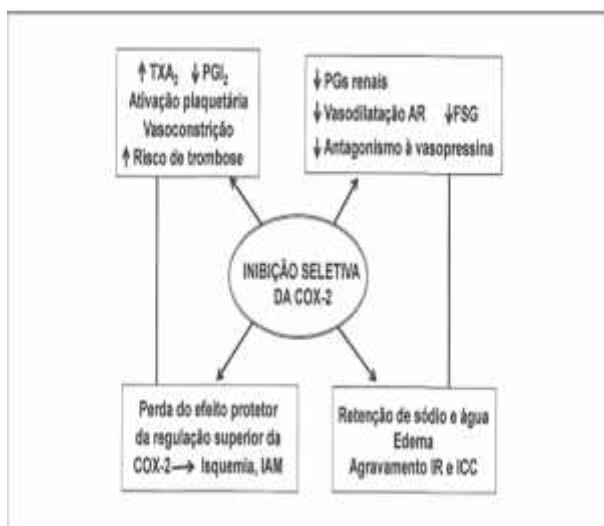 ↑ TXA₂ ↓ PGI₂
Ativação plaquetária
Vasoconstrição
↑ Risco de trombose
↓ PGs renais
↓ Vasodilatação AR ↓ FSG
↓ Antagonismo à vasopressina
INIBIÇÃO SELETIVA
DA COX-2
Perda do efeito protetor
da regulação superior da
COX-2 → Isquemia, IAM
Retenção de sódio e água
Edema
Agravamento IR e ICC